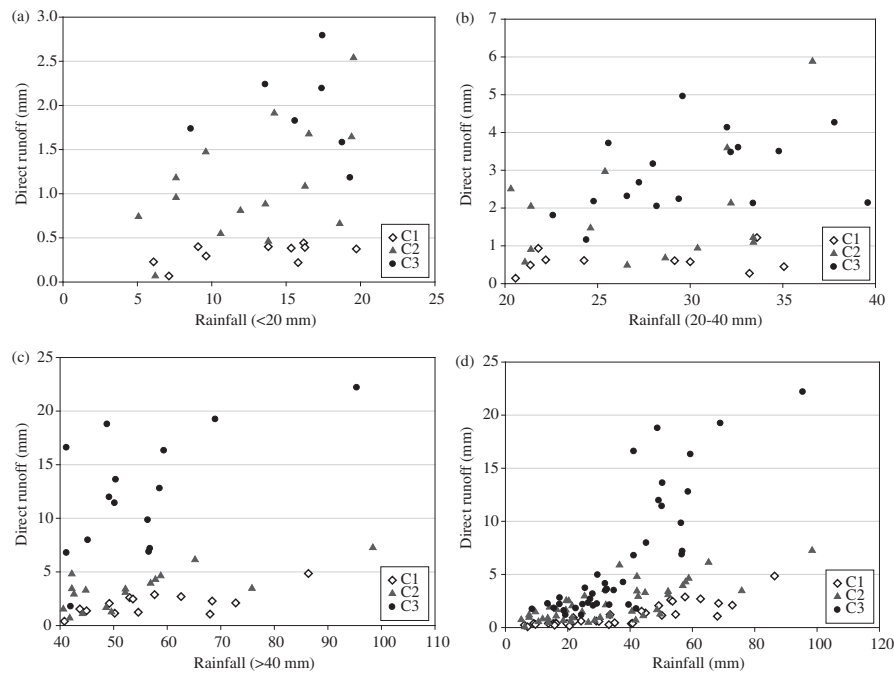 (a)
3.0
2.5
2.0
1.5
1.0
0.5
0.0
Direct runoff (mm)
0 5 10 15 20 25
Rainfall (<20 mm)
C1
C2
C3
(b)
7
6
5
4
3
2
1
0
Direct runoff (mm)
20 25 30 35 40
Rainfall (20-40 mm)
C1
C2
C3
(c)
25
20
15
10
5
0
Direct runoff (mm)
40 50 60 70 80 90 100 110
Rainfall (>40 mm)
C1
C2
C3
(d)
25
20
15
10
5
0
Direct runoff (mm)
0 20 40 60 80 100 120
Rainfall (mm)
C1
C2
C3